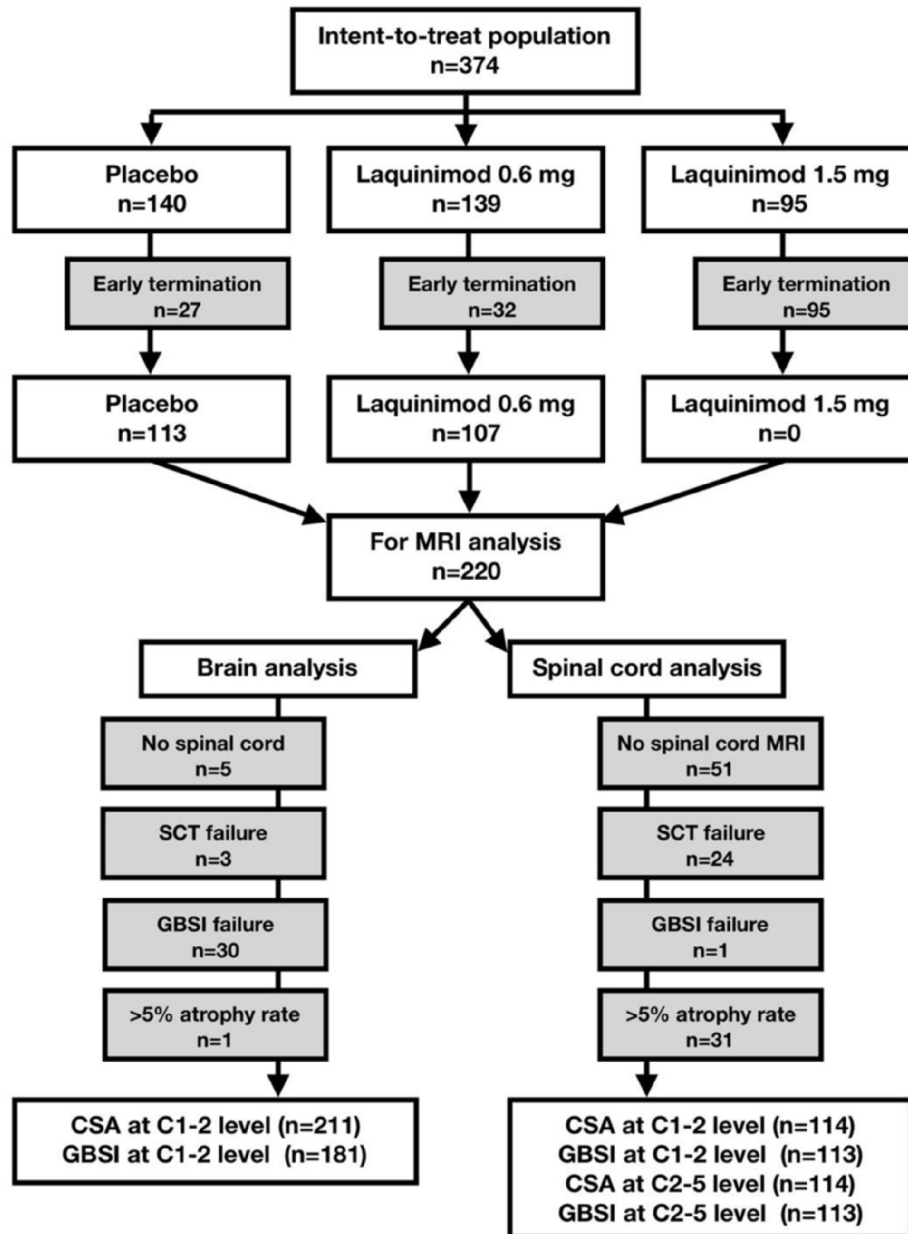 Intent-to-treat population
n=374
Placebo
n=140
Laquinimod 0.6 mg
n=139
Laquinimod 1.5 mg
n=95
Early termination
n=27
Early termination
n=32
Early termination
n=95
Placebo
n=113
Laquinimod 0.6 mg
n=107
Laquinimod 1.5 mg
n=0
For MRI analysis
n=220
Brain analysis
No spinal cord
n=5
SCT failure
n=3
GBSI failure
n=30
>5% atrophy rate
n=1
CSA at C1-2 level (n=211)
GBSI at C1-2 level (n=181)
Spinal cord analysis
No spinal cord MRI
n=51
SCT failure
n=24
GBSI failure
n=1
>5% atrophy rate
n=31
CSA at C1-2 level (n=114)
GBSI at C1-2 level (n=113)
CSA at C2-5 level (n=114)
GBSI at C2-5 level (n=113)